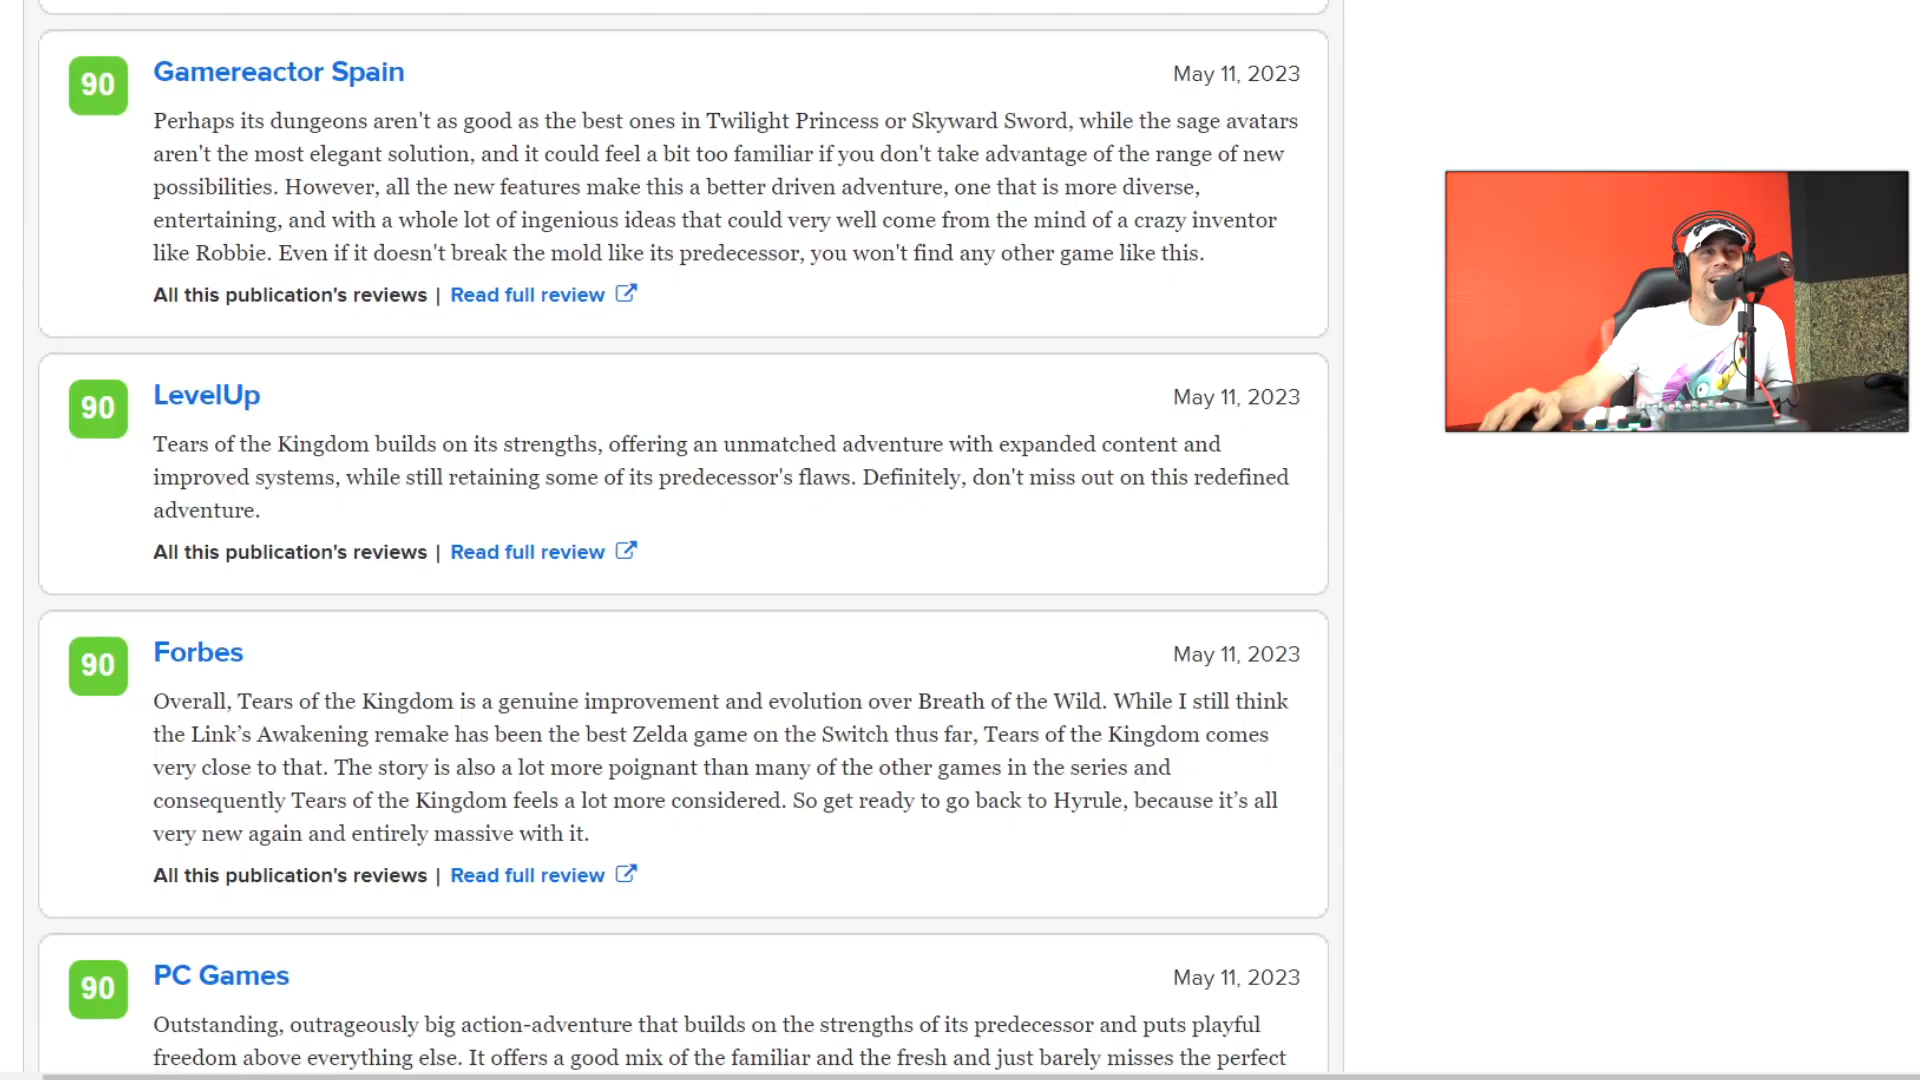 90
Gamereactor Spain
May 11, 2023
Perhaps its dungeons aren't as good as the best ones in Twilight Princess or Skyward Sword, while the sage avatars
aren't the most elegant solution, and it could feel a bit too familiar if you don't take advantage of the range of new
possibilities. However, all the new features make this a better driven adventure, one that is more diverse,
entertaining, and with a whole lot of ingenious ideas that could very well come from the mind of a crazy inventor
like Robbie. Even if it doesn't break the mold like its predecessor, you won't find any other game like this.
All this publication's reviews | Read full review
90
LevelUp
May 11, 2023
Tears of the Kingdom builds on its strengths, offering an unmatched adventure with expanded content and
improved systems, while still retaining some of its predecessor's flaws. Definitely, don't miss out on this redefined
adventure.
All this publication's reviews | Read full review
90
Forbes
May 11, 2023
Overall, Tears of the Kingdom is a genuine improvement and evolution over Breath of the Wild. While I still think
the Link’s Awakening remake has been the best Zelda game on the Switch thus far, Tears of the Kingdom comes
very close to that. The story is also a lot more poignant than many of the other games in the series and
consequently Tears of the Kingdom feels a lot more considered. So get ready to go back to Hyrule, because it’s all
very new again and entirely massive with it.
All this publication's reviews | Read full review
90
PC Games
May 11, 2023
Outstanding, outrageously big action-adventure that builds on the strengths of its predecessor and puts playful
freedom above everything else. It offers a good mix of the familiar and the fresh and just barely misses the perfect